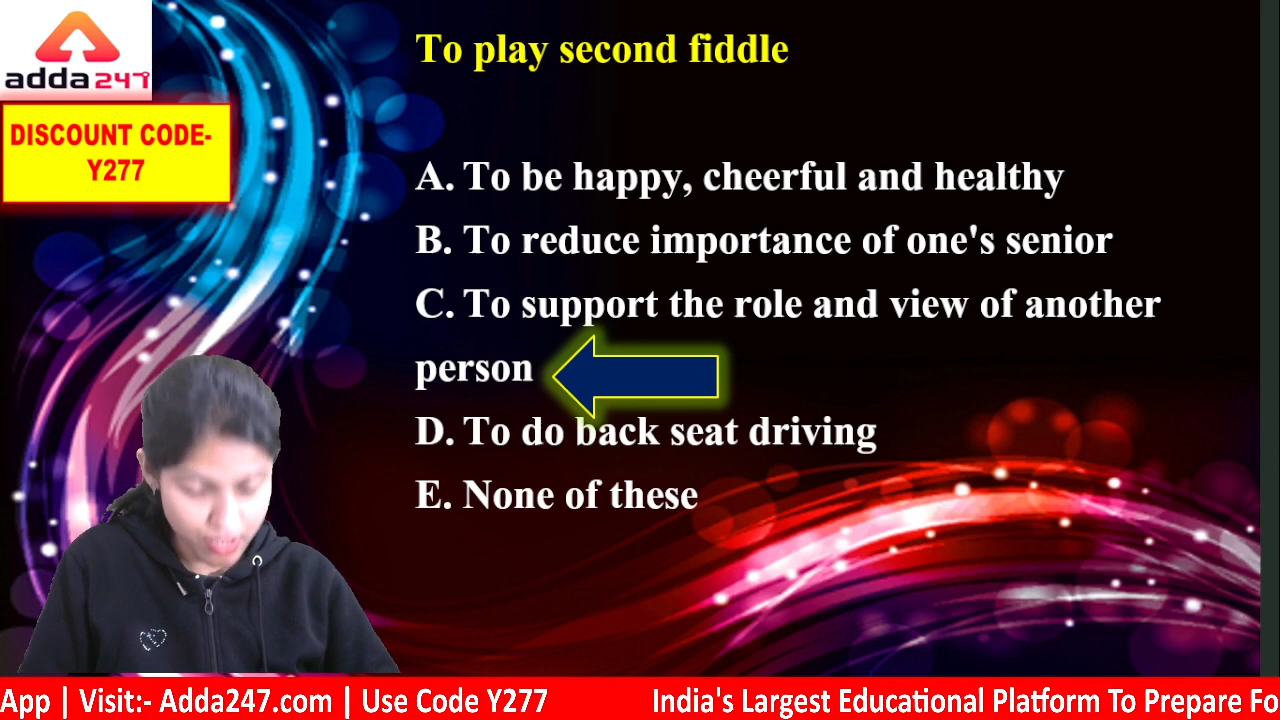 adda247
DISCOUNT CODE-
Y277
To play second fiddle
A. To be happy, cheerful and healthy
B. To reduce importance of one's senior
C. To support the role and view of another
person
D. To do back seat driving
E. None of these
App | Visit:- Adda247.com | Use Code Y277 India's Largest Educational Platform To Prepare Fo